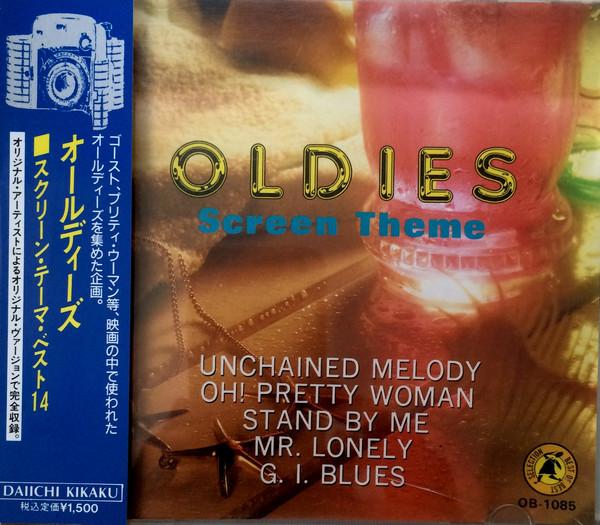 ゴースト、プリティ・ウーマン等、映画の中で使われた
オールディーズを集めた企画。
オールディーズ
■スクリーン・テーマ・ベスト14
オリジナル・アーティストによるオリジナル・ヴァージョンで完全収録。
DAIICHI KIKAKU
税込定価¥1,500
OLDIES
Screen Theme
UNCHAINED MELODY
OH! PRETTY WOMAN
STAND BY ME
MR. LONELY
G. I. BLUES
SELECTION
BEST OF BEST
OB-1085